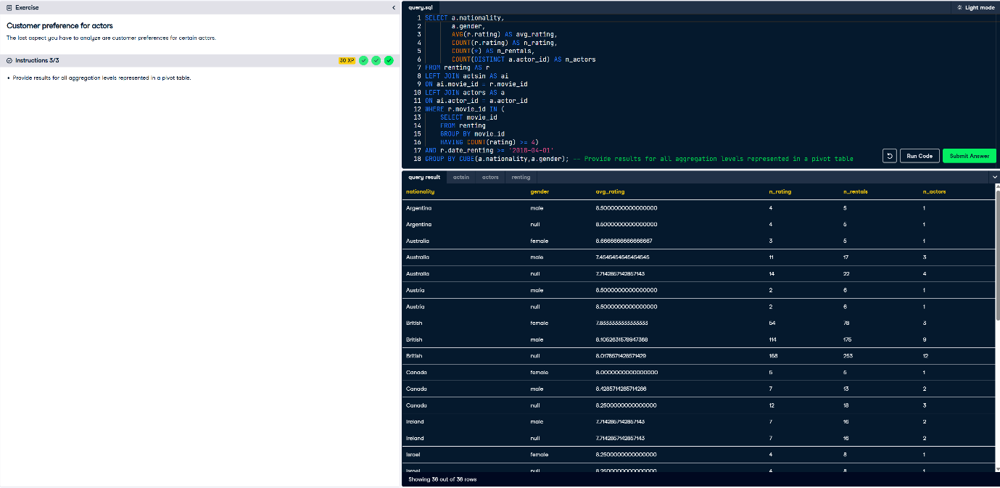 Exercise
Customer preference for actors
The last aspect you have to analyze are customer preferences for certain actors.
Instructions 3/3
30 XP
• Provide results for all aggregation levels represented in a pivot table.
query.sql
Light mode
1 SELECT a.nationality,
2 a.gender,
3 AVG(r.rating) AS avg_rating,
4 COUNT(r.rating) AS n_rating,
5 COUNT(*) AS n_rentals,
6 COUNT(DISTINCT a.actor_id) AS n_actors
7 FROM renting AS r
8 LEFT JOIN actsin AS ai
9 ON ai.movie_id = r.movie_id
10 LEFT JOIN actors AS a
11 ON ai.actor_id = a.actor_id
12 WHERE r.movie_id IN (
13 SELECT movie_id
14 FROM renting
15 GROUP BY movie_id
16 HAVING COUNT(rating) >= 4)
17 AND r.date_renting >= '2018-04-01'
18 GROUP BY CUBE(a.nationality,a.gender); -- Provide results for all aggregation levels represented in a pivot table
Run Code Submit Answer
query result actsin actors renting
nationality gender avg_rating n_rating n_rentals n_actors
Argentina male 8.5000000000000000 4 5 1
Argentina null 8.5000000000000000 4 5 1
Australia female 8.6666666666666667 3 5 1
Australia male 7.4545454545454545 11 17 3
Australia null 7.7142857142857143 14 22 4
Austria male 8.5000000000000000 2 6 1
Austria null 8.5000000000000000 2 6 1
British female 7.8333333333333333 54 78 3
British male 8.1052631578947368 114 175 9
British null 8.0178571428571429 168 253 12
Canada female 8.0000000000000000 5 5 1
Canada male 8.4285714285714286 7 13 2
Canada null 8.2500000000000000 12 18 3
Ireland male 7.7142857142857143 7 16 2
Ireland null 7.7142857142857143 7 16 2
Israel female 8.2500000000000000 4 8 1
Israel null 8.2500000000000000 4 8 1
Showing 36 out of 36 rows